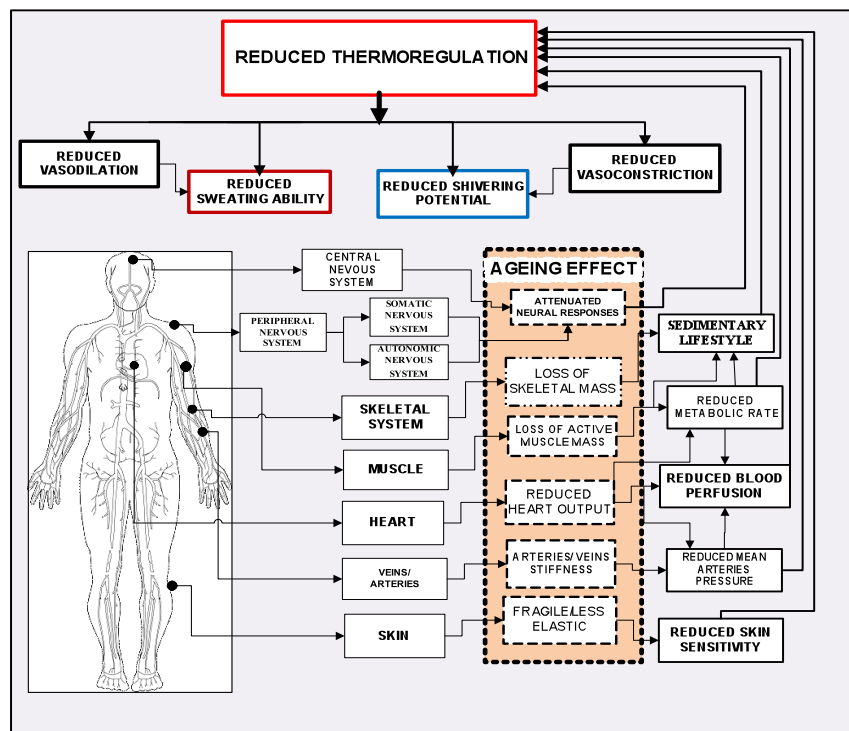 REDUCED THERMOREGULATION
REDUCED
VASODILATION
REDUCED
SWEATING ABILITY
REDUCED SHIVERING
POTENTIAL
REDUCED
VASOCONSTRICTION
CENTRAL
NEVOUS
SYSTEM
AGEING EFFECT
ATTENUATED
NEURAL RESPONSES
SOMATIC
NERVOUS
SYSTEM
PERIPHERAL
NERVOUS
SYSTEM
AUTONOMIC
NERVOUS
SYSTEM
SEDIMENTARY
LIFESTYLE
LOSS OF
SKELETAL MASS
SKELETAL
SYSTEM
REDUCED
METABOLIC RATE
LOSS OF ACTIVE
MUSCLE MASS
MUSCLE
REDUCED BLOOD
PERFUSION
REDUCED
HEART OUTPUT
HEART
ARTERIES/VEINS
STIFFNESS
VEINS/
ARTERIES
REDUCED MEAN
ARTERIES
PRESSURE
FRAGILE/LESS
ELASTIC
SKIN
REDUCED SKIN
SENSITIVITY